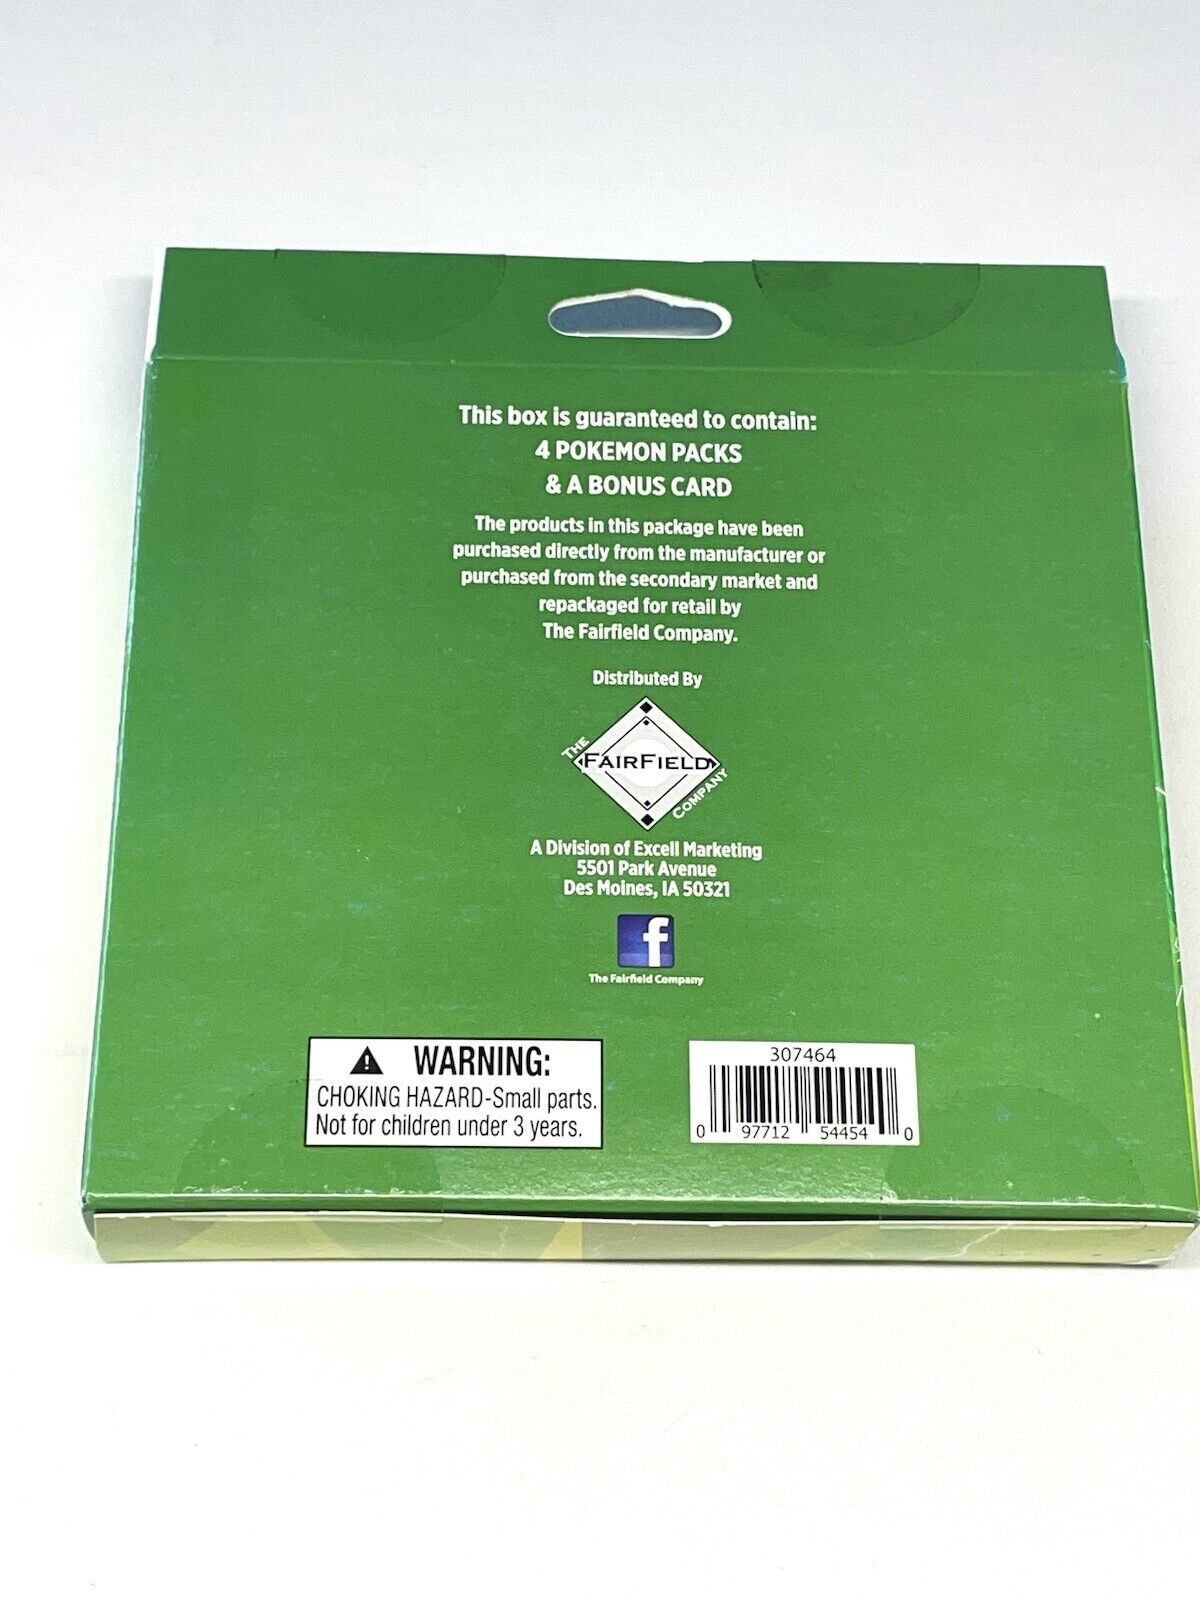 This box is guaranteed to contain:
4 POKEMON PACKS
& A BONUS CARD
The products in this package have been
purchased directly from the manufacturer or
purchased from the secondary market and
repackaged for retail by
The Fairfield Company.
Distributed By
THE
FAIRFIELD
COMPANY
A Division of Excell Marketing
5501 Park Avenue
Des Moines, IA 50321
f
The Fairfield Company
WARNING:
CHOKING HAZARD-Small parts.
Not for children under 3 years.
307464
0 97712 54454 0